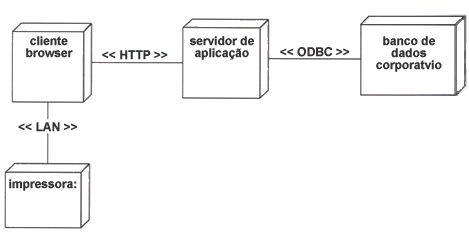 cliente
browser
<< HTTP >>
servidor de
aplicação
<< ODBC >>
banco de
dados
corporatvio
<< LAN >>
impressora: